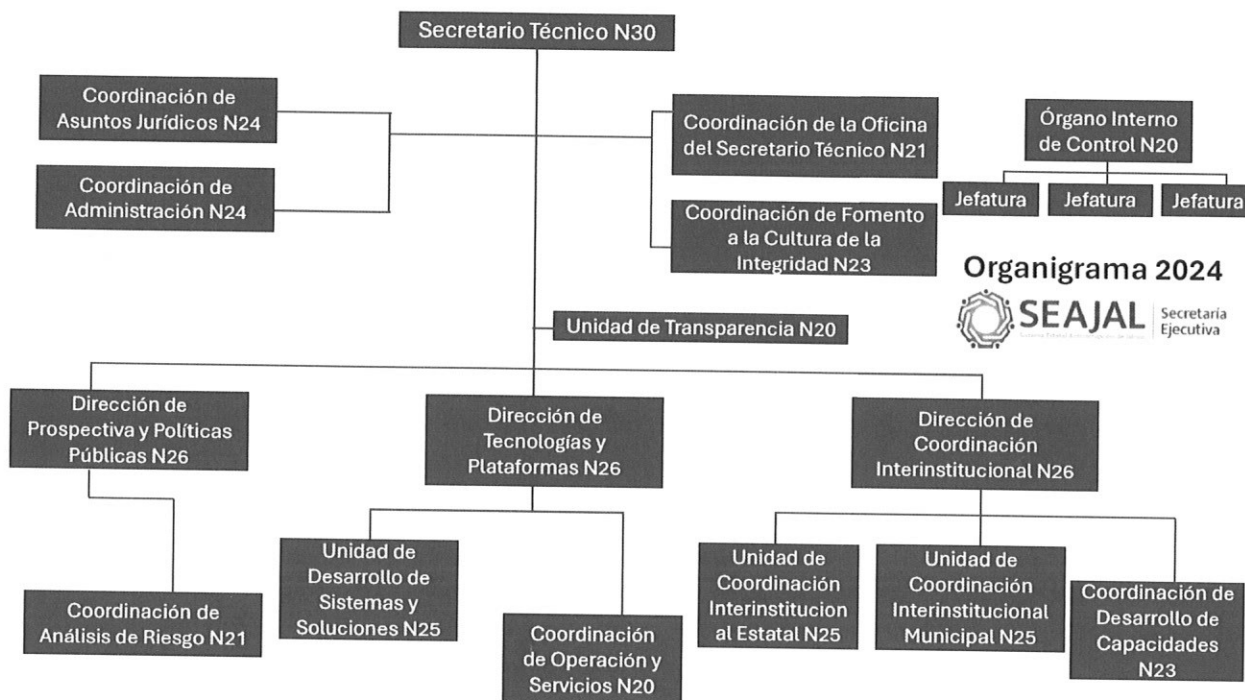 Secretario Técnico N30
Coordinación de
Asuntos Jurídicos N24
Coordinación de
Administración N24
Coordinación de la Oficina
del Secretario Técnico N21
Coordinación de Fomento
a la Cultura de la
Integridad N23
Órgano Interno
de Control N20
Jefatura
Jefatura
Jefatura
Organigrama 2024
SEAJAL
Secretaría
Ejecutiva
Unidad de Transparencia N20
Dirección de
Prospectiva y Políticas
Públicas N26
Dirección de
Tecnologías y
Plataformas N26
Dirección de
Coordinación
Interinstitucional N26
Coordinación de
Análisis de Riesgo N21
Unidad de
Desarrollo de
Sistemas y
Soluciones N25
Coordinación
de Operación y
Servicios N20
Unidad de
Coordinación
Interinstitucion
al Estatal N25
Unidad de
Coordinación
Interinstitucional
Municipal N25
Coordinación de
Desarrollo de
Capacidades
N23